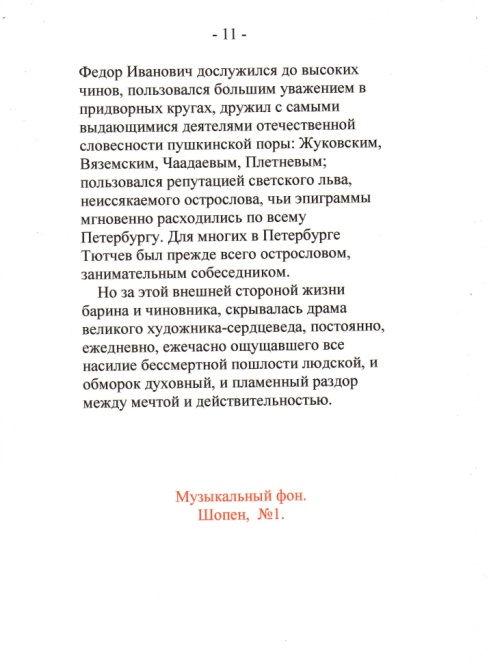 - 11 -
Федор Иванович дослужился до высоких
чинов, пользовался большим уважением в
придворных кругах, дружил с самыми
выдающимися деятелями отечественной
словесности пушкинской поры: Жуковским,
Вяземским, Чаадаевым, Плетневым;
пользовался репутацией светского льва,
неиссякаемого острослова, чьи эпиграммы
мгновенно расходились по всему
Петербургу. Для многих в Петербурге
Тютчев был прежде всего острословом,
занимательным собеседником.
Но за этой внешней стороной жизни
барина и чиновника, скрывалась драма
великого художника-сердцеведа, постоянно,
ежедневно, ежечасно ощущавшего все
насилие бессмертной пошлости людской, и
обморок духовный, и пламенный раздор
между мечтой и действительностью.
Музыкальный фон.
Шопен, №1.